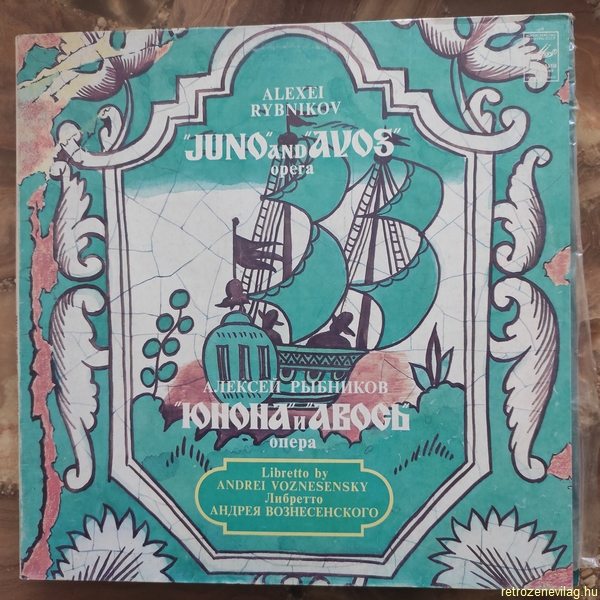 ALEXEI
RYBNIKOV
"JUNO" AND "AVOS"
opera
АЛЕКСЕЙ РЫБНИКОВ
"ЮНОНА" И "АВОСЬ"
опера
Libretto by
ANDREI VOZNESENSKY
Либретто
АНДРЕЯ ВОЗНЕСЕНСКОГО
retrozenevilag.hu